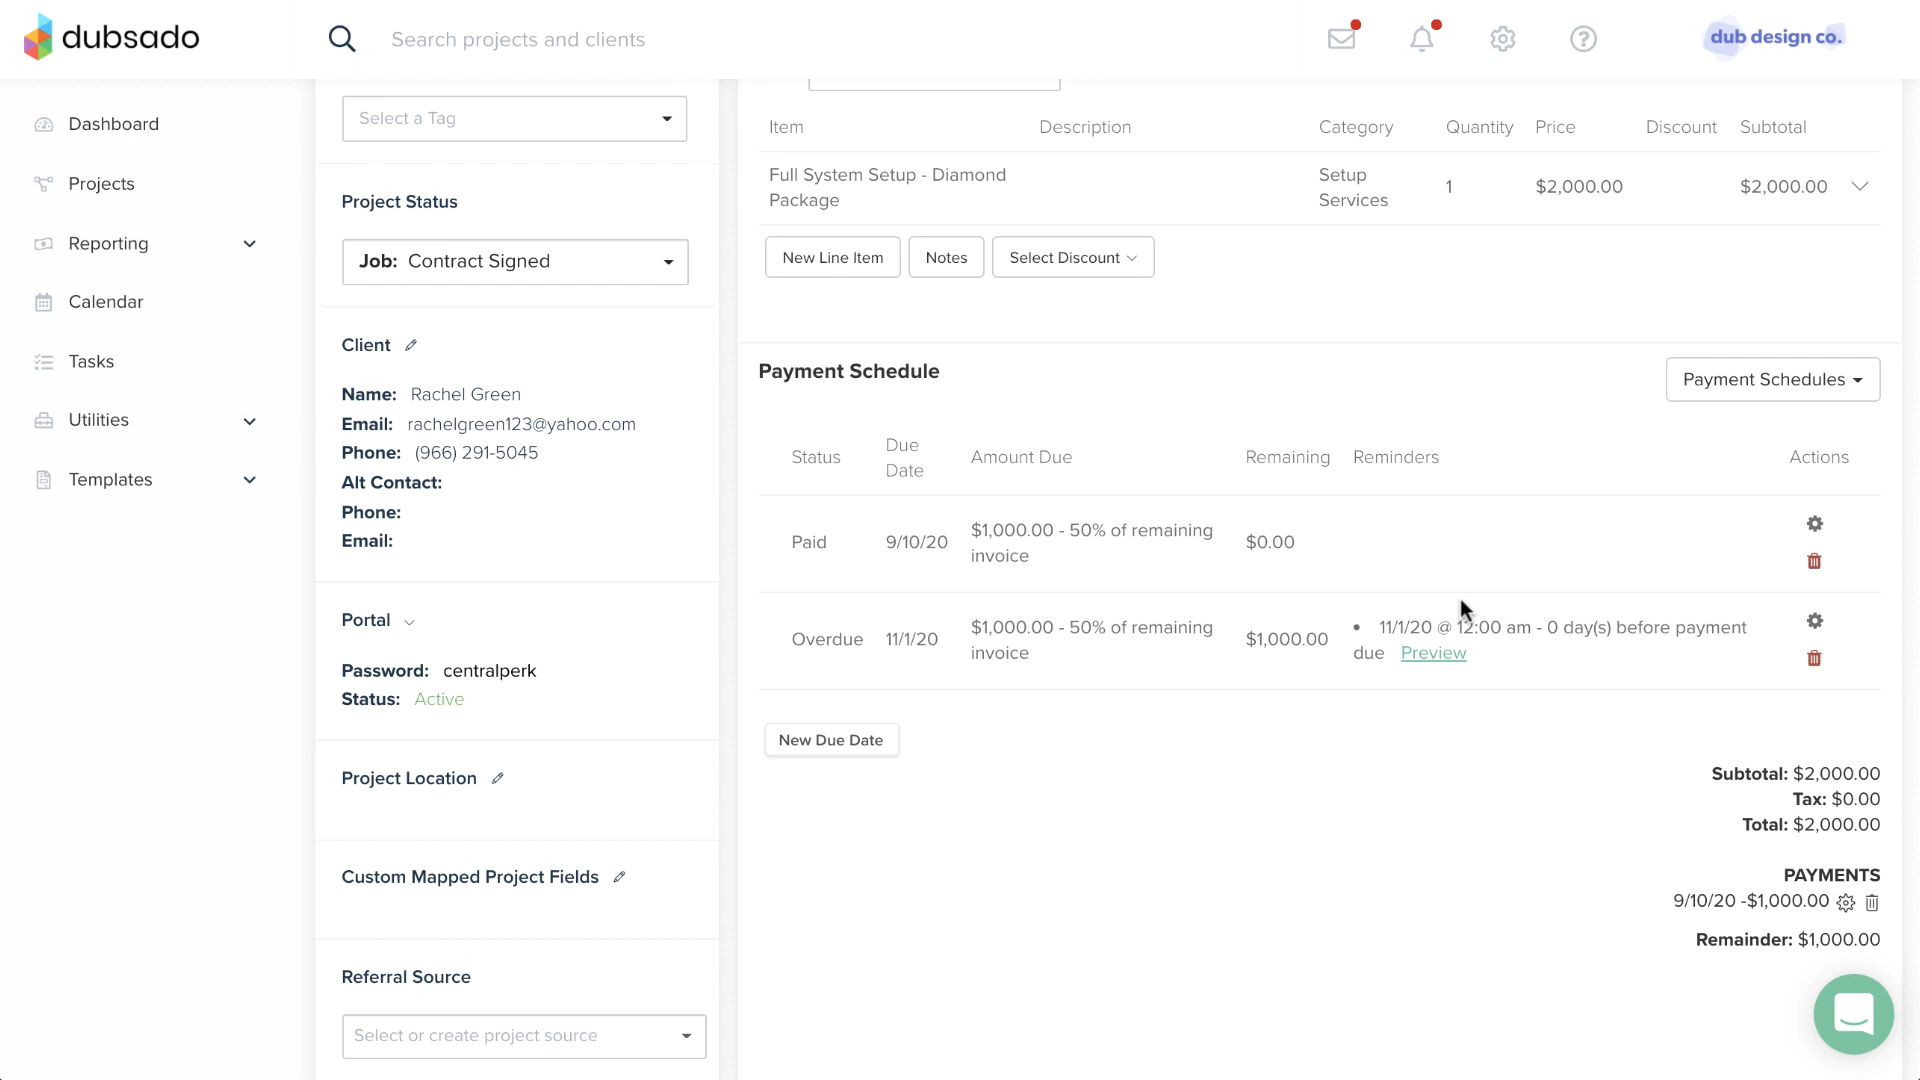 dubsado
Search projects and clients
dub design co.
Dashboard
Projects
Reporting
Calendar
Tasks
Utilities
Templates
Select a Tag
Project Status
Job: Contract Signed
Client
Name: Rachel Green
Email: rachelgreen123@yahoo.com
Phone: (966) 291-5045
Alt Contact:
Phone:
Email:
Portal
Password: centralperk
Status: Active
Project Location
Custom Mapped Project Fields
Referral Source
Select or create project source
Item Description Category Quantity Price Discount Subtotal
Full System Setup - Diamond
Package
Setup
Services
1
$2,000.00
$2,000.00
New Line Item
Notes
Select Discount
Payment Schedule
Payment Schedules
Status
Due
Date
Amount Due
Remaining
Reminders
Actions
Paid
9/10/20
$1,000.00 - 50% of remaining
invoice
$0.00
Overdue
11/1/20
$1,000.00 - 50% of remaining
invoice
$1,000.00
• 11/1/20 @ 12:00 am - 0 day(s) before payment
due Preview
New Due Date
Subtotal: $2,000.00
Tax: $0.00
Total: $2,000.00
PAYMENTS
9/10/20 -$1,000.00
Remainder: $1,000.00